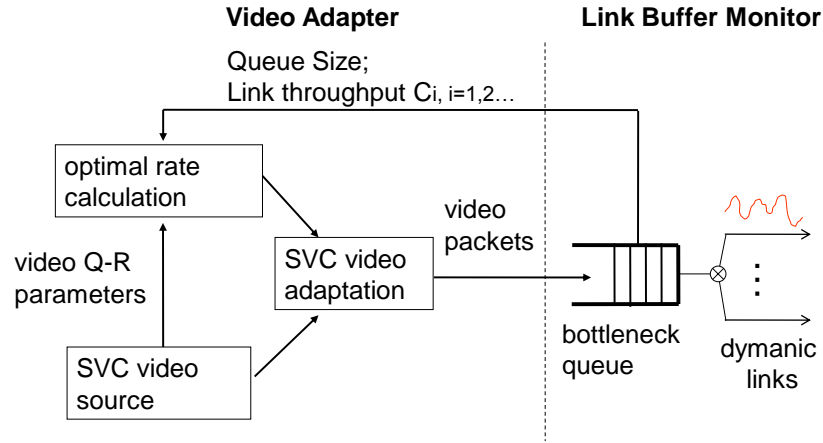 Video Adapter
Link Buffer Monitor
Queue Size;
Link throughput Ci, i=1,2…
optimal rate
calculation
video
packets
video Q-R
parameters
SVC video
adaptation
bottleneck
queue
dymanic
links
SVC video
source